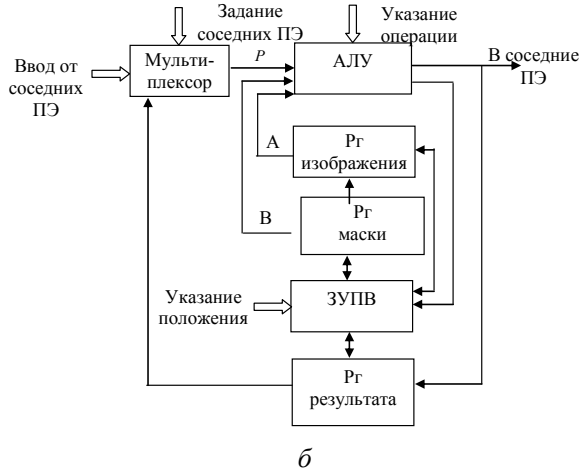 Задание
соседних ПЭ
Указание
операции
Ввод от
соседних
ПЭ
Мульти-
плексор
P
АЛУ
В соседние
ПЭ
А
Рг
изображения
В
Рг
маски
Указание
положения
ЗУПВ
Рг
результата
б